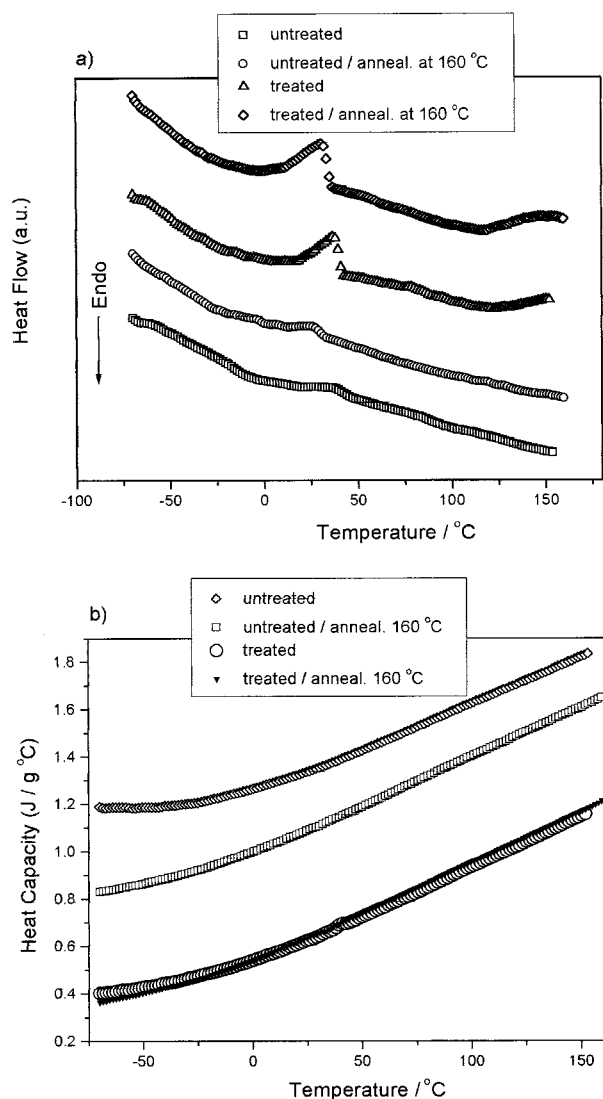 a)
untreated
untreated / anneal. at 160 °C
treated
treated / anneal. at 160 °C
Heat Flow (a.u.)
Endo
-100 -50 0 50 100 150
Temperature / °C
b)
untreated
untreated / anneal. 160 °C
treated
treated / anneal. 160 °C
Heat Capacity (J / g °C)
1.8
1.6
1.4
1.2
1.0
0.8
0.6
0.4
0.2
-50 0 50 100 150
Temperature / °C